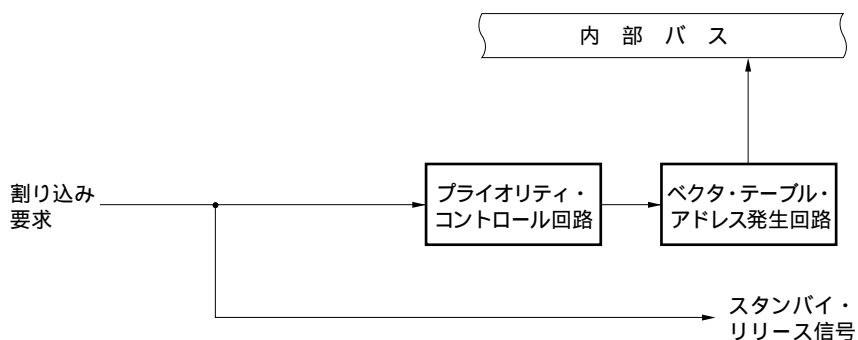 内 部 バ ス
割り込み
要求
プライオリティ・
コントロール回路
ベクタ・テーブル・
アドレス発生回路
スタンバイ・
リリース信号